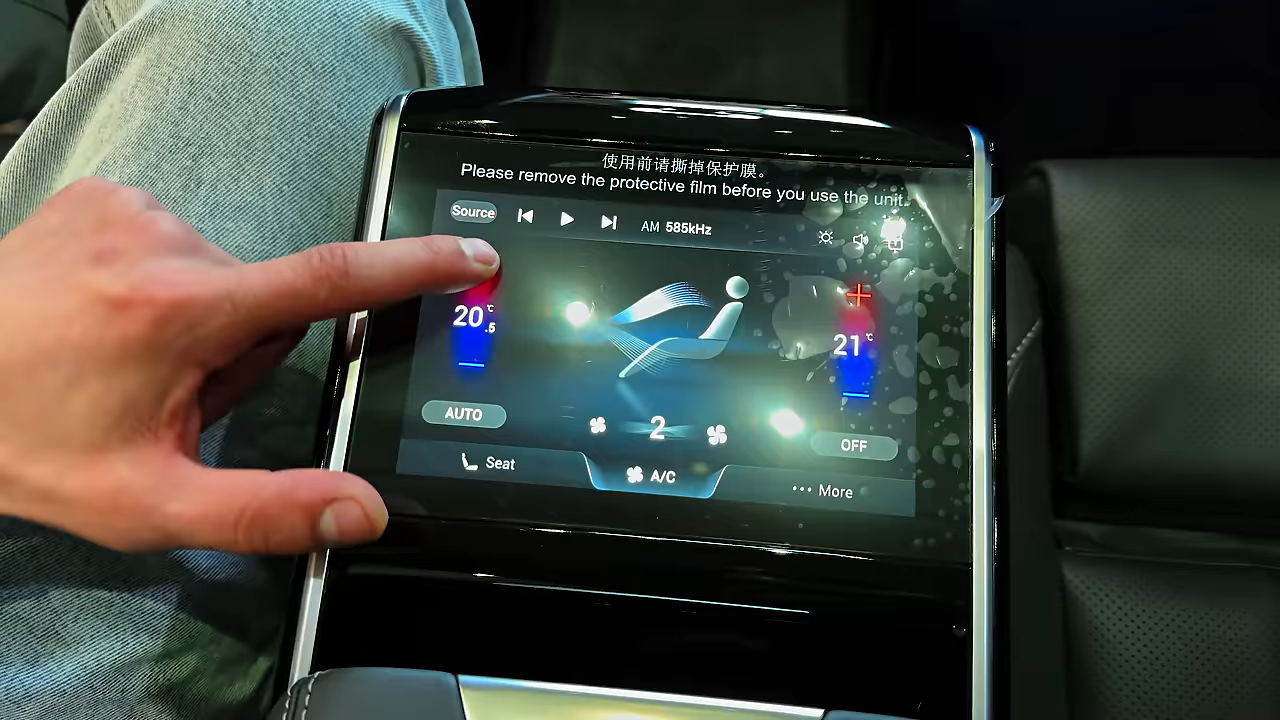 使用前请撕掉保护膜。
Please remove the protective film before you use the unit.
Source AM 585kHz
20.5 °C
21 °C
AUTO 2 OFF
Seat A/C ··· More